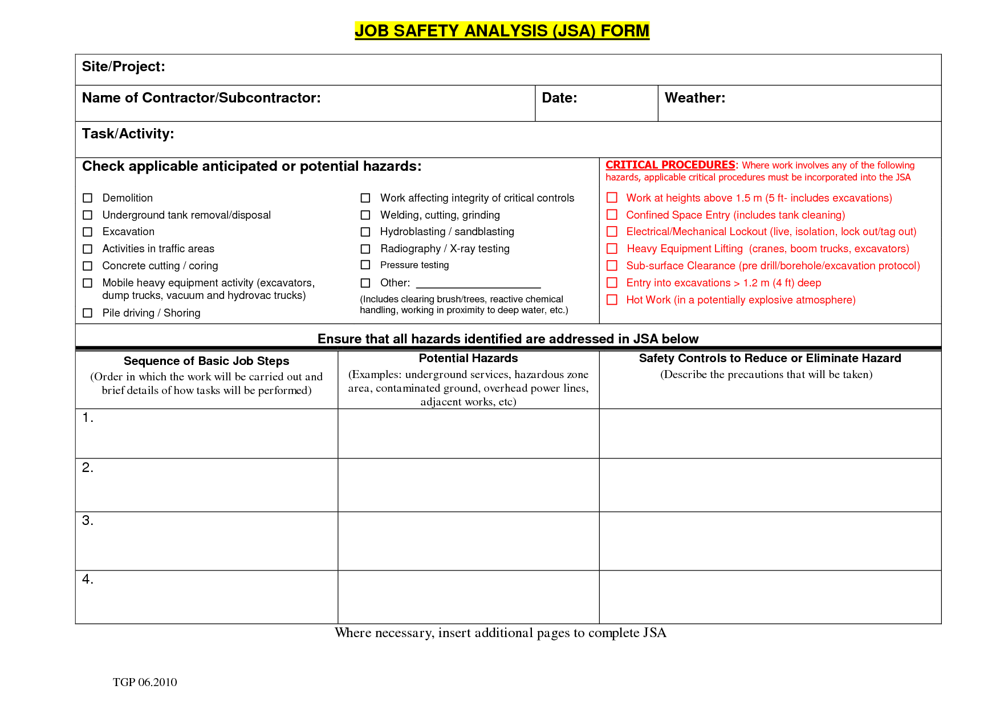 JOB SAFETY ANALYSIS (JSA) FORM
Site/Project:
Name of Contractor/Subcontractor:
Date:
Weather:
Task/Activity:
Check applicable anticipated or potential hazards:
Demolition
Underground tank removal/disposal
Excavation
Activities in traffic areas
Concrete cutting / coring
Mobile heavy equipment activity (excavators,
dump trucks, vacuum and hydrovac trucks)
Pile driving / Shoring
Work affecting integrity of critical controls
Welding, cutting, grinding
Hydroblasting / sandblasting
Radiography / X-ray testing
Pressure testing
Other: ____________________
(Includes clearing brush/trees, reactive chemical
handling, working in proximity to deep water, etc.)
CRITICAL PROCEDURES: Where work involves any of the following
hazards, applicable critical procedures must be incorporated into the JSA
Work at heights above 1.5 m (5 ft- includes excavations)
Confined Space Entry (includes tank cleaning)
Electrical/Mechanical Lockout (live, isolation, lock out/tag out)
Heavy Equipment Lifting (cranes, boom trucks, excavators)
Sub-surface Clearance (pre drill/borehole/excavation protocol)
Entry into excavations > 1.2 m (4 ft) deep
Hot Work (in a potentially explosive atmosphere)
Ensure that all hazards identified are addressed in JSA below
Sequence of Basic Job Steps
(Order in which the work will be carried out and
brief details of how tasks will be performed)
Potential Hazards
(Examples: underground services, hazardous zone
area, contaminated ground, overhead power lines,
adjacent works, etc)
Safety Controls to Reduce or Eliminate Hazard
(Describe the precautions that will be taken)
1.
2.
3.
4.
Where necessary, insert additional pages to complete JSA
TGP 06.2010